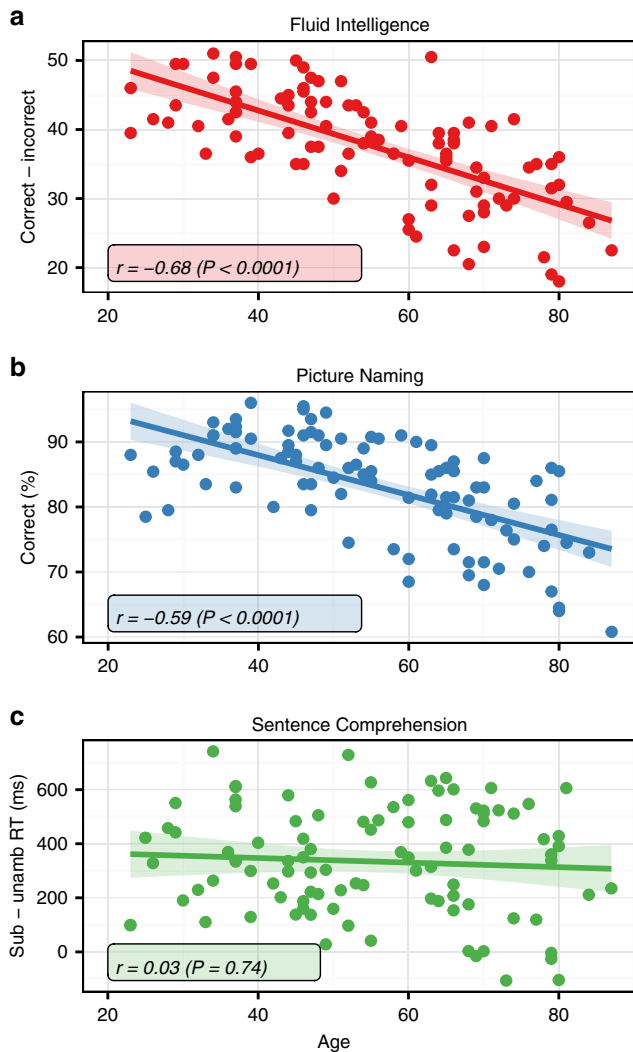 a
Fluid Intelligence
50
40
30
20
Correct – incorrect
r = −0.68 (P < 0.0001)
20 40 60 80
b
Picture Naming
90
80
70
60
Correct (%)
r = −0.59 (P < 0.0001)
20 40 60 80
c
Sentence Comprehension
600
400
200
0
Sub – unamb RT (ms)
r = 0.03 (P = 0.74)
20 40 60 80
Age